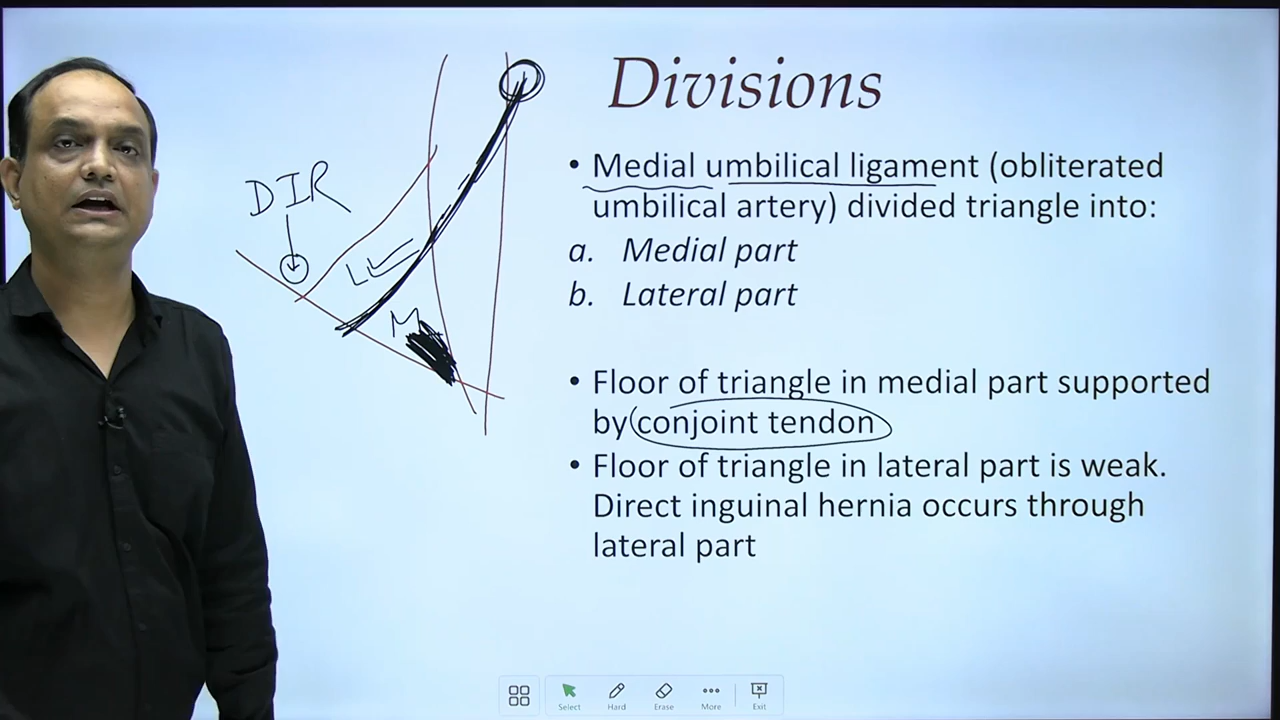 Divisions
• Medial umbilical ligament (obliterated
umbilical artery) divided triangle into:
a. Medial part
b. Lateral part
• Floor of triangle in medial part supported
by conjoint tendon
• Floor of triangle in lateral part is weak.
Direct inguinal hernia occurs through
lateral part
DIR
L
M
Select
Hard
Erase
More
Exit